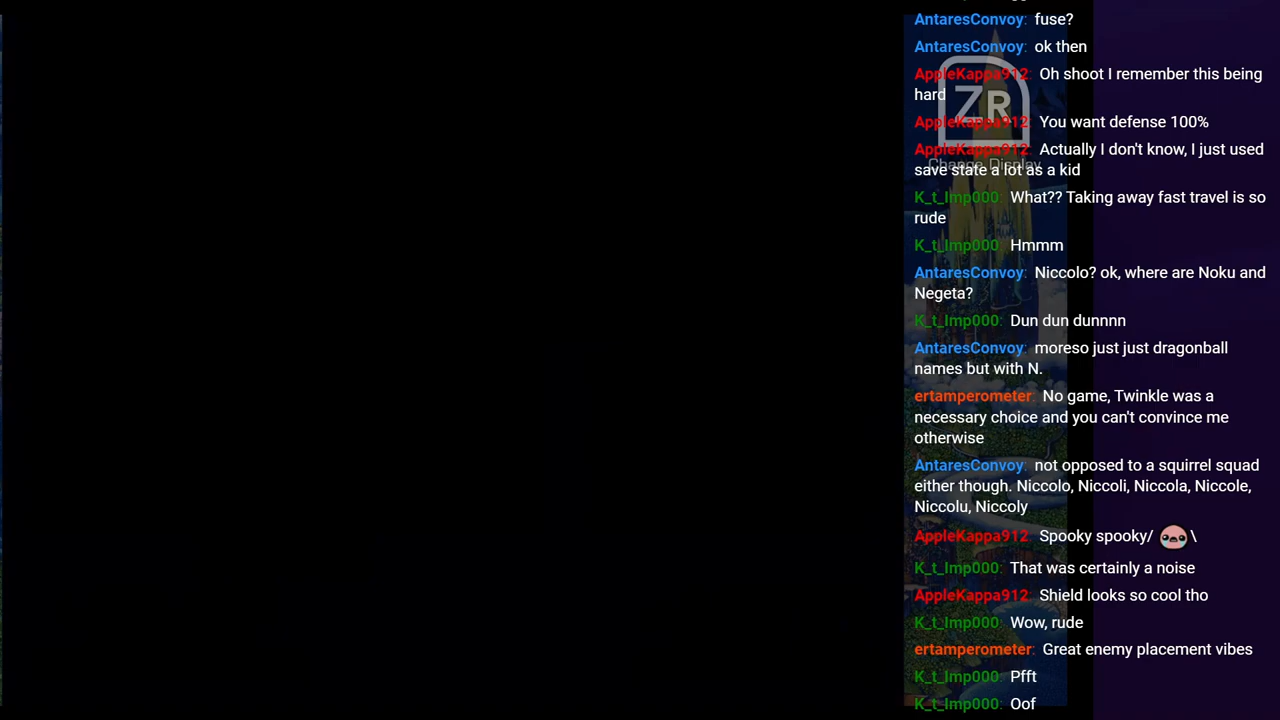 AntaresConvoy: fuse?
AntaresConvoy: ok then
AppleKappa912: Oh shoot I remember this being
hard
ZR
AppleKappa912: You want defense 100%
AppleKappa912: Actually I don't know, I just used
Change Display
save state a lot as a kid
K_t_Imp000: What?? Taking away fast travel is so
rude
K_t_Imp000: Hmmm
AntaresConvoy: Niccolo? ok, where are Noku and
Negeta?
K_t_Imp000: Dun dun dunnnn
AntaresConvoy: moreso just just dragonball
names but with N.
ertamperometer: No game, Twinkle was a
necessary choice and you can't convince me
otherwise
AntaresConvoy: not opposed to a squirrel squad
either though. Niccolo, Niccoli, Niccola, Niccole,
Niccolu, Niccoly
AppleKappa912: Spooky spooky/ \
K_t_Imp000: That was certainly a noise
AppleKappa912: Shield looks so cool tho
K_t_Imp000: Wow, rude
ertamperometer: Great enemy placement vibes
K_t_Imp000: Pfft
K_t_Imp000: Oof